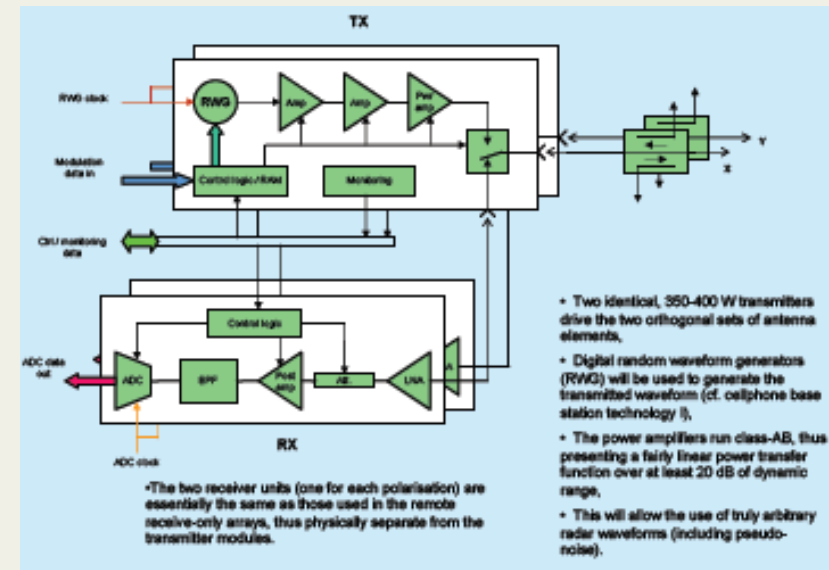 TX
RWG clock
RWG
Amp
Amp
Pwr
amp
Modulation
data in
Control logic / RAM
Monitoring
Y
X
Ctrl / monitoring
data
Control logic
ADC data
out
ADC
BPF
Post
amp
Att.
LNA
A
RX
ADC clock
•The two receiver units (one for each polarisation) are
essentially the same as those used in the remote
receive-only arrays, thus physically separate from the
transmitter modules.
• Two identical, 350-400 W transmitters
drive the two orthogonal sets of antenna
elements,
• Digital random waveform generators
(RWG) will be used to generate the
transmitted waveform (cf. cellphone base
station technology !),
• The power amplifiers run class-AB, thus
presenting a fairly linear power transfer
function over at least 20 dB of dynamic
range,
• This will allow the use of truly arbitrary
radar waveforms (including pseudo-
noise).